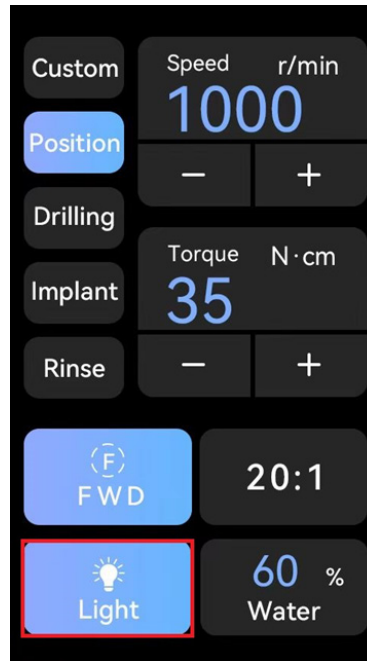 Custom
Position
Drilling
Implant
Rinse
Speed r/min
1000
− +
Torque N·cm
35
− +
(F)
FWD
20:1
Light
60 %
Water